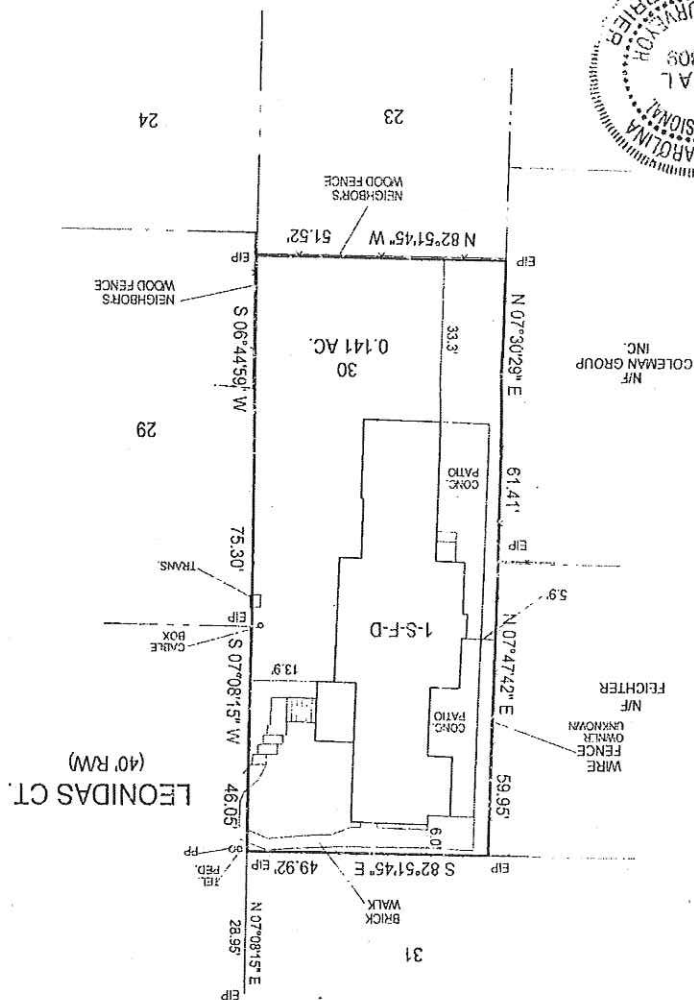 24
23
NEIGHBOR'S
WOOD FENCE
N 82°51'45" W
51.52'
EIP
EIP
NEIGHBOR'S
WOOD FENCE
S 06°44'59" W
75.30'
29
30
0.141 AC.
33.3'
N 07°30'29" E
61.41'
N/F
COLEMAN GROUP
INC.
CONC.
PATIO
EIP
TRANS.
EIP
CABLE
BOX
1-S-F-D
5.9'
N/F
FEICHTER
N 07°47'42" E
59.95'
WIRE
FENCE
OWNER
UNKNOWN
CONC.
PATIO
13.9'
S 07°08'15" W
46.05'
LEONIDAS CT.
(40' R/W)
6.0'
PP
TEL.
PED.
EIP
49.92'
S 82°51'45" E
EIP
BRICK
WALK
31
N 07°08'15" E
28.95'
EIP
CAROLINA
SURVEYOR